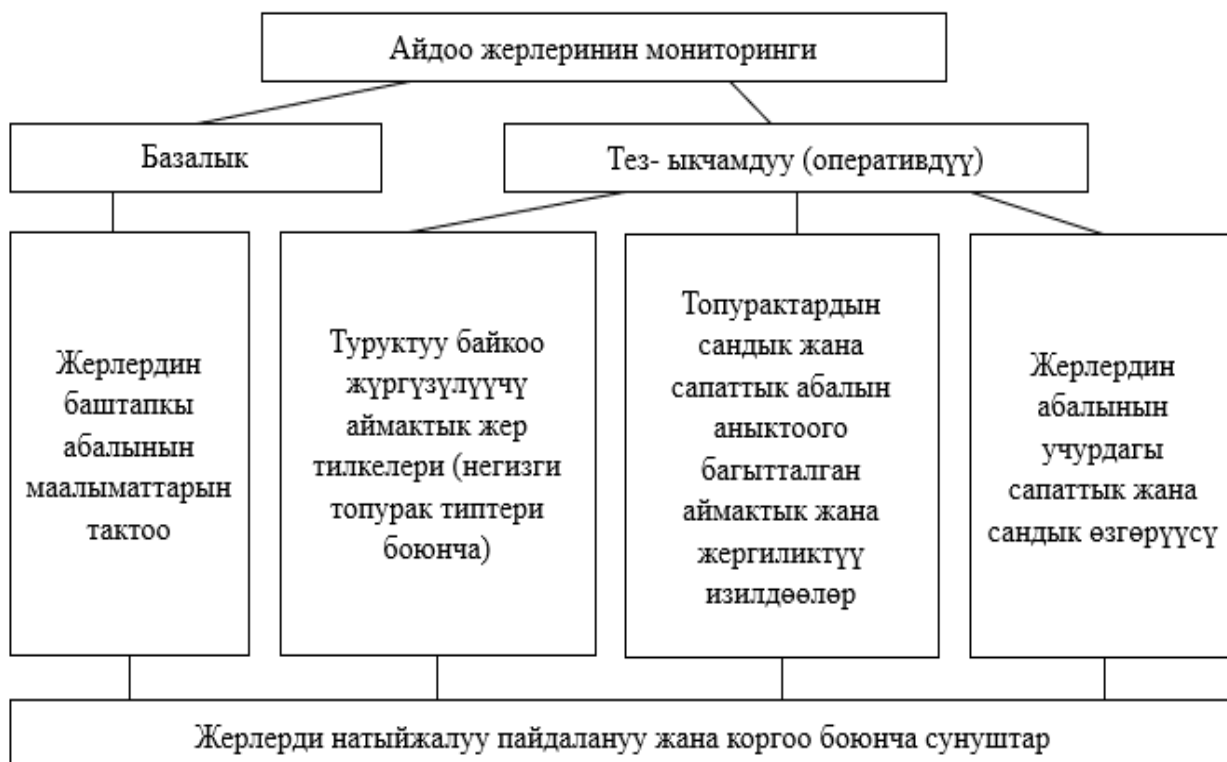 Айдоо жерлеринин мониторинги
Базалык
Тез- ыкчамдуу (оперативдүү)
Жерлердин
баштапкы
абалынын
маалыматтарын
тактоо
Туруктуу байкоо
жүргүзүлүүчү
аймактык жер
тилкелери (негизги
топурак типтери
боюнча)
Топурактардын
сандык жана
сапаттык абалын
аныктоого
багытталган
аймактык жана
жергиликтүү
изилдөөлөр
Жерлердин
абалынын
учурдагы
сапаттык жана
сандык өзгөрүүсү
Жерлерди натыйжалуу пайдалануу жана коргоо боюнча сунуштар